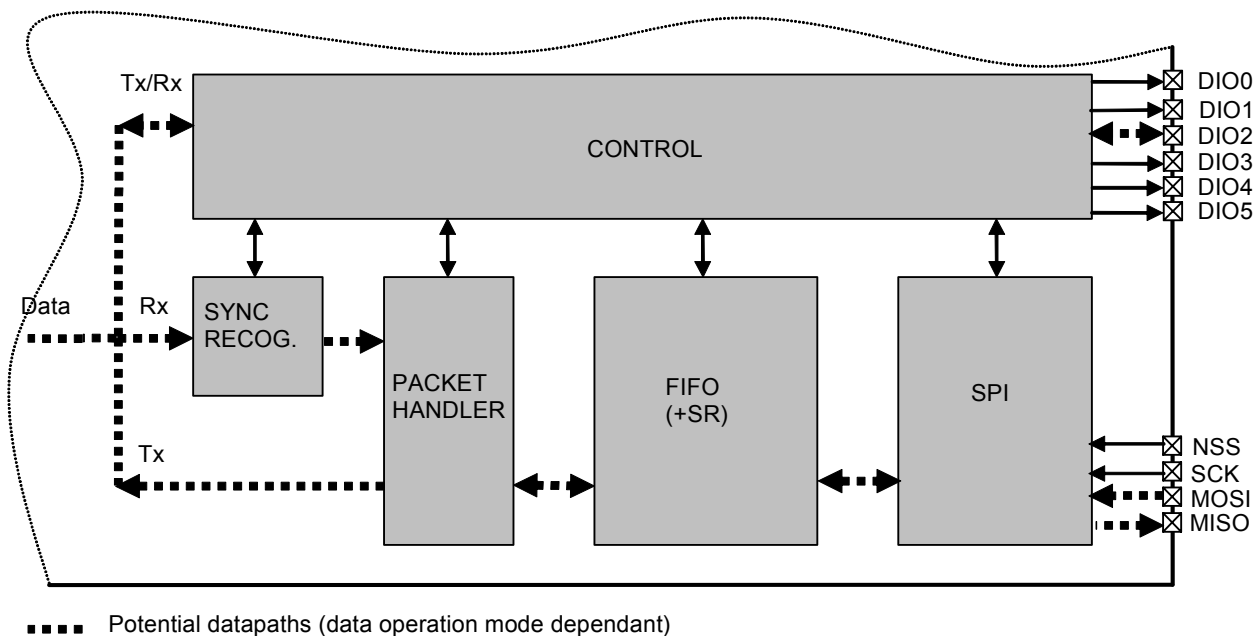 Tx/Rx
CONTROL
DIO0
DIO1
DIO2
DIO3
DIO4
DIO5
Data
Rx
SYNC
RECOG.
PACKET
HANDLER
FIFO
(+SR)
SPI
Tx
NSS
SCK
MOSI
MISO
Potential datapaths (data operation mode dependant)